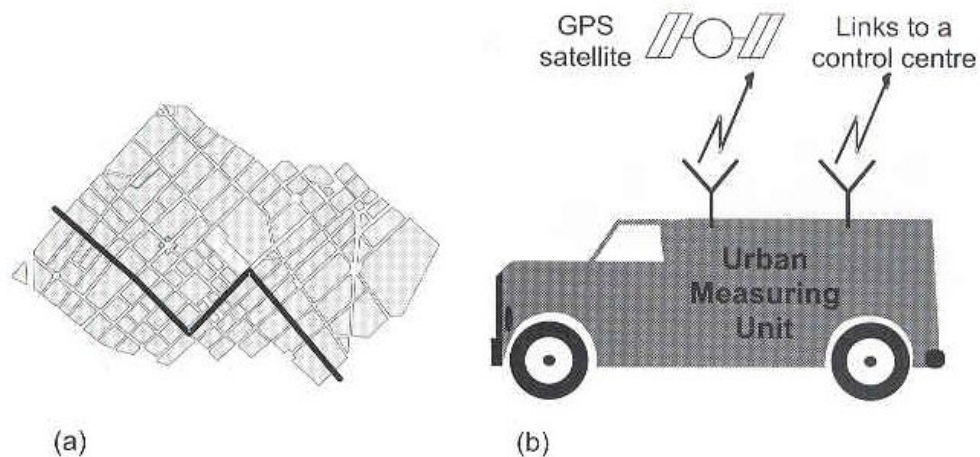 GPS
satellite
Links to a
control centre
Urban
Measuring
Unit
(a)
(b)